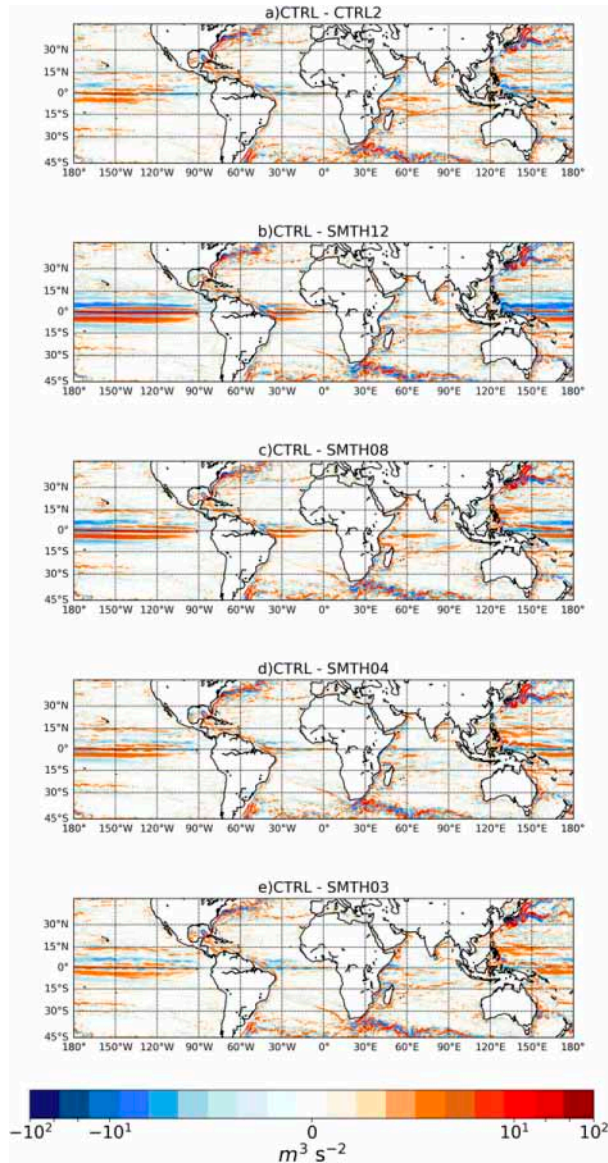 a)CTRL - CTRL2
30°N
15°N
0°
15°S
30°S
45°S
180° 150°W 120°W 90°W 60°W 30°W 0° 30°E 60°E 90°E 120°E 150°E 180°
b)CTRL - SMTH12
30°N
15°N
0°
15°S
30°S
45°S
180° 150°W 120°W 90°W 60°W 30°W 0° 30°E 60°E 90°E 120°E 150°E 180°
c)CTRL - SMTH08
30°N
15°N
0°
15°S
30°S
45°S
180° 150°W 120°W 90°W 60°W 30°W 0° 30°E 60°E 90°E 120°E 150°E 180°
d)CTRL - SMTH04
30°N
15°N
0°
15°S
30°S
45°S
180° 150°W 120°W 90°W 60°W 30°W 0° 30°E 60°E 90°E 120°E 150°E 180°
e)CTRL - SMTH03
30°N
15°N
0°
15°S
30°S
45°S
180° 150°W 120°W 90°W 60°W 30°W 0° 30°E 60°E 90°E 120°E 150°E 180°
−10² −10¹ 0 10¹ 10²
m³ s⁻²